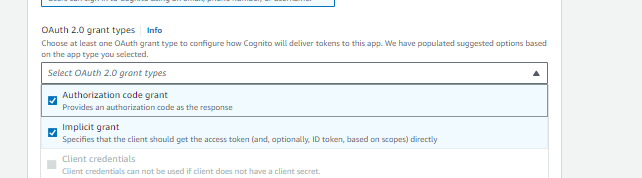 OAuth 2.0 grant types | Info
Choose at least one OAuth grant type to configure how Cognito will deliver tokens to this app. We have populated suggested options based
on the app type you selected.
Select OAuth 2.0 grant types
Authorization code grant
Provides an authorization code as the response
Implicit grant
Specifies that the client should get the access token (and, optionally, ID token, based on scopes) directly
Client credentials
Client credentials can not be used if client does not have a client secret.